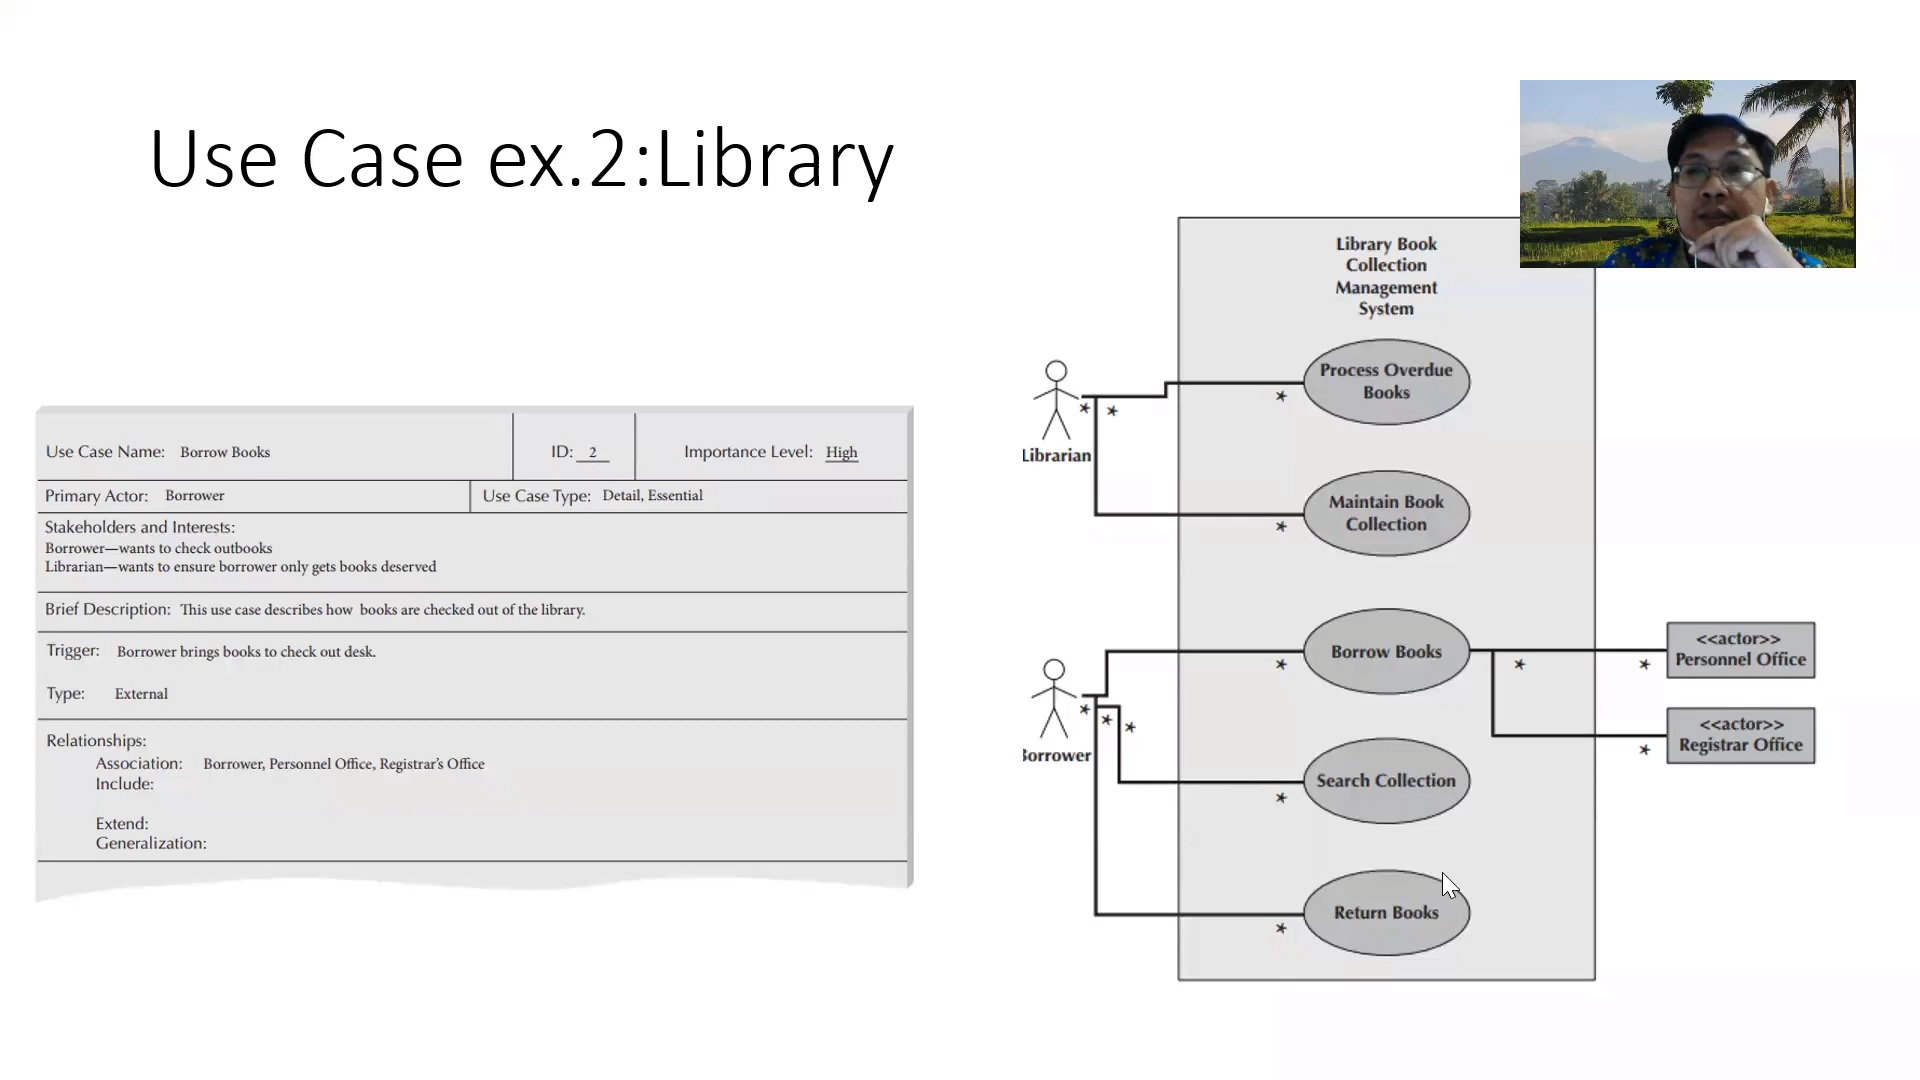 Use Case ex.2:Library
Use Case Name: Borrow Books
ID: 2
Importance Level: High
Primary Actor: Borrower
Use Case Type: Detail, Essential
Stakeholders and Interests:
Borrower—wants to check outbooks
Librarian—wants to ensure borrower only gets books deserved
Brief Description: This use case describes how books are checked out of the library.
Trigger: Borrower brings books to check out desk.
Type: External
Relationships:
Association: Borrower, Personnel Office, Registrar's Office
Include:
Extend:
Generalization:
Library Book
Collection
Management
System
Process Overdue
Books
* *
*
Librarian
Maintain Book
Collection
*
Borrow Books
*
*
*
<<actor>>
Personnel Office
* * *
Borrower
<<actor>>
Registrar Office
*
Search Collection
*
Return Books
*